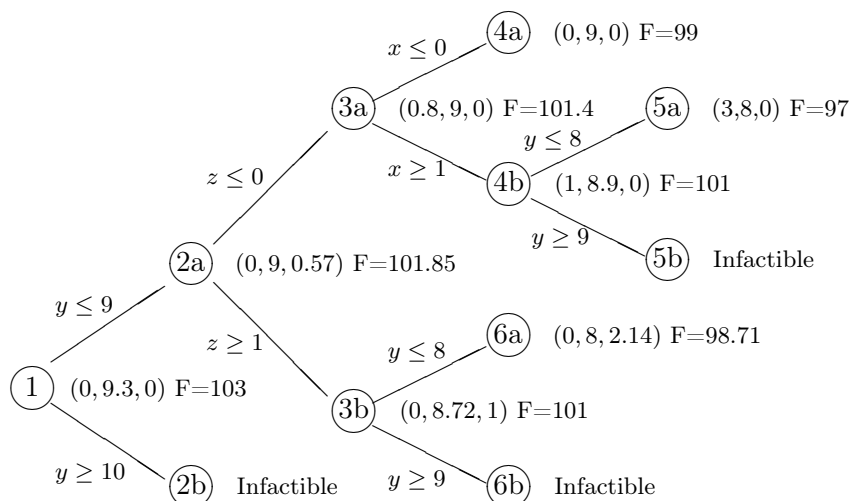 4a (0, 9, 0) F=99
x ≤ 0
3a (0.8, 9, 0) F=101.4
5a (3,8,0) F=97
y ≤ 8
x ≥ 1
z ≤ 0
4b (1, 8.9, 0) F=101
y ≥ 9
2a (0, 9, 0.57) F=101.85
5b Infactible
y ≤ 9
6a (0, 8, 2.14) F=98.71
z ≥ 1
y ≤ 8
1 (0, 9.3, 0) F=103
3b (0, 8.72, 1) F=101
y ≥ 10
2b Infactible
y ≥ 9
6b Infactible